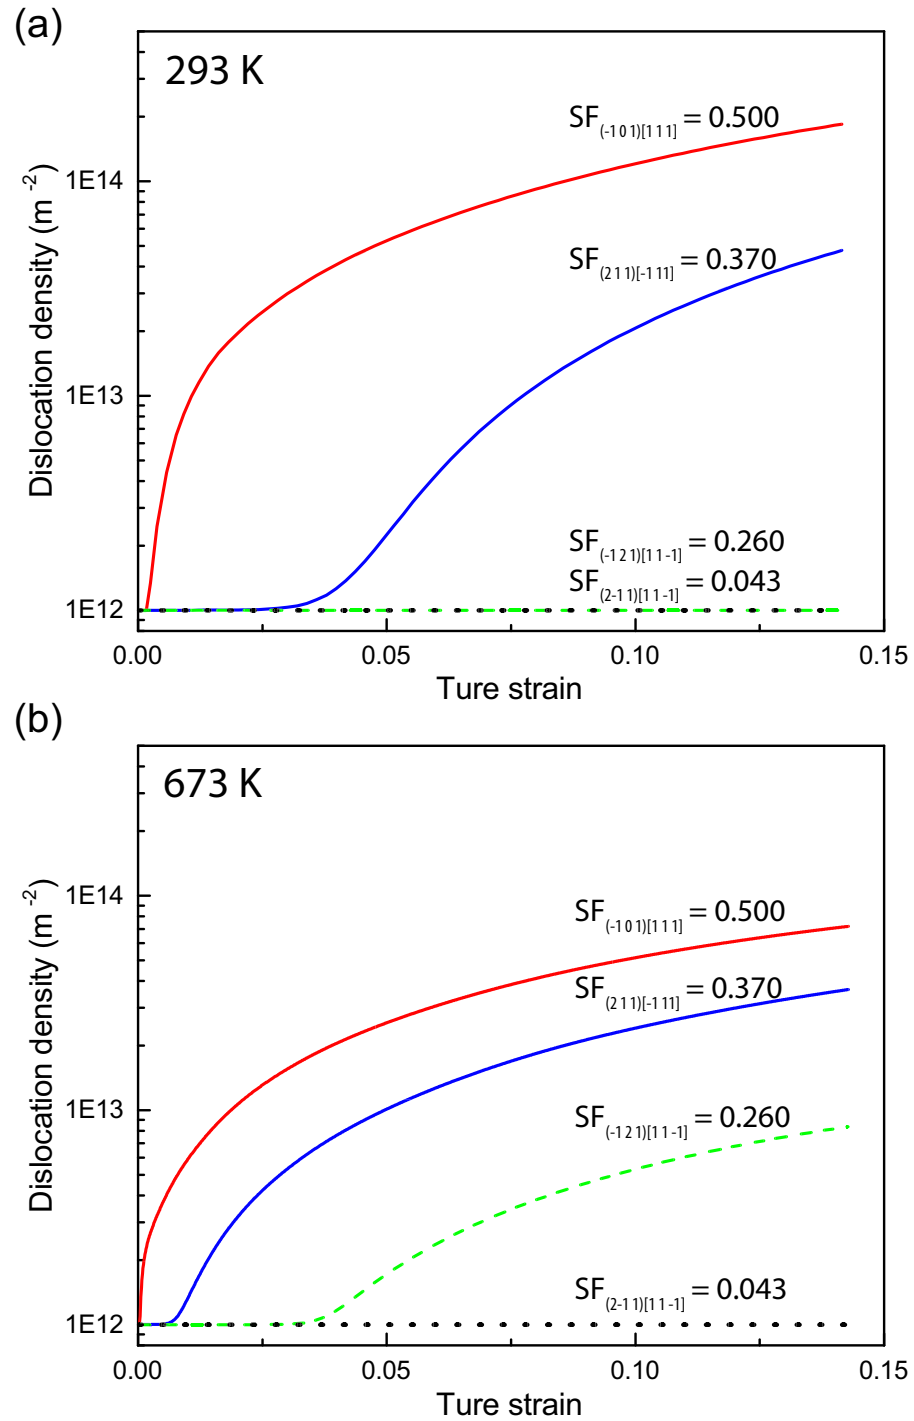 (a)
293 K
SF(-1 0 1)[1 1 1] = 0.500
1E14
SF(2 1 1)[-1 1 1] = 0.370
Dislocation density (m-2)
1E13
SF(-1 2 1)[1 1 -1] = 0.260
SF(2 -1 1)[1 1 -1] = 0.043
1E12
0.00 0.05 0.10 0.15
Ture strain
(b)
673 K
1E14
SF(-1 0 1)[1 1 1] = 0.500
SF(2 1 1)[-1 1 1] = 0.370
Dislocation density (m-2)
1E13
SF(-1 2 1)[1 1 -1] = 0.260
SF(2 -1 1)[1 1 -1] = 0.043
1E12
0.00 0.05 0.10 0.15
Ture strain